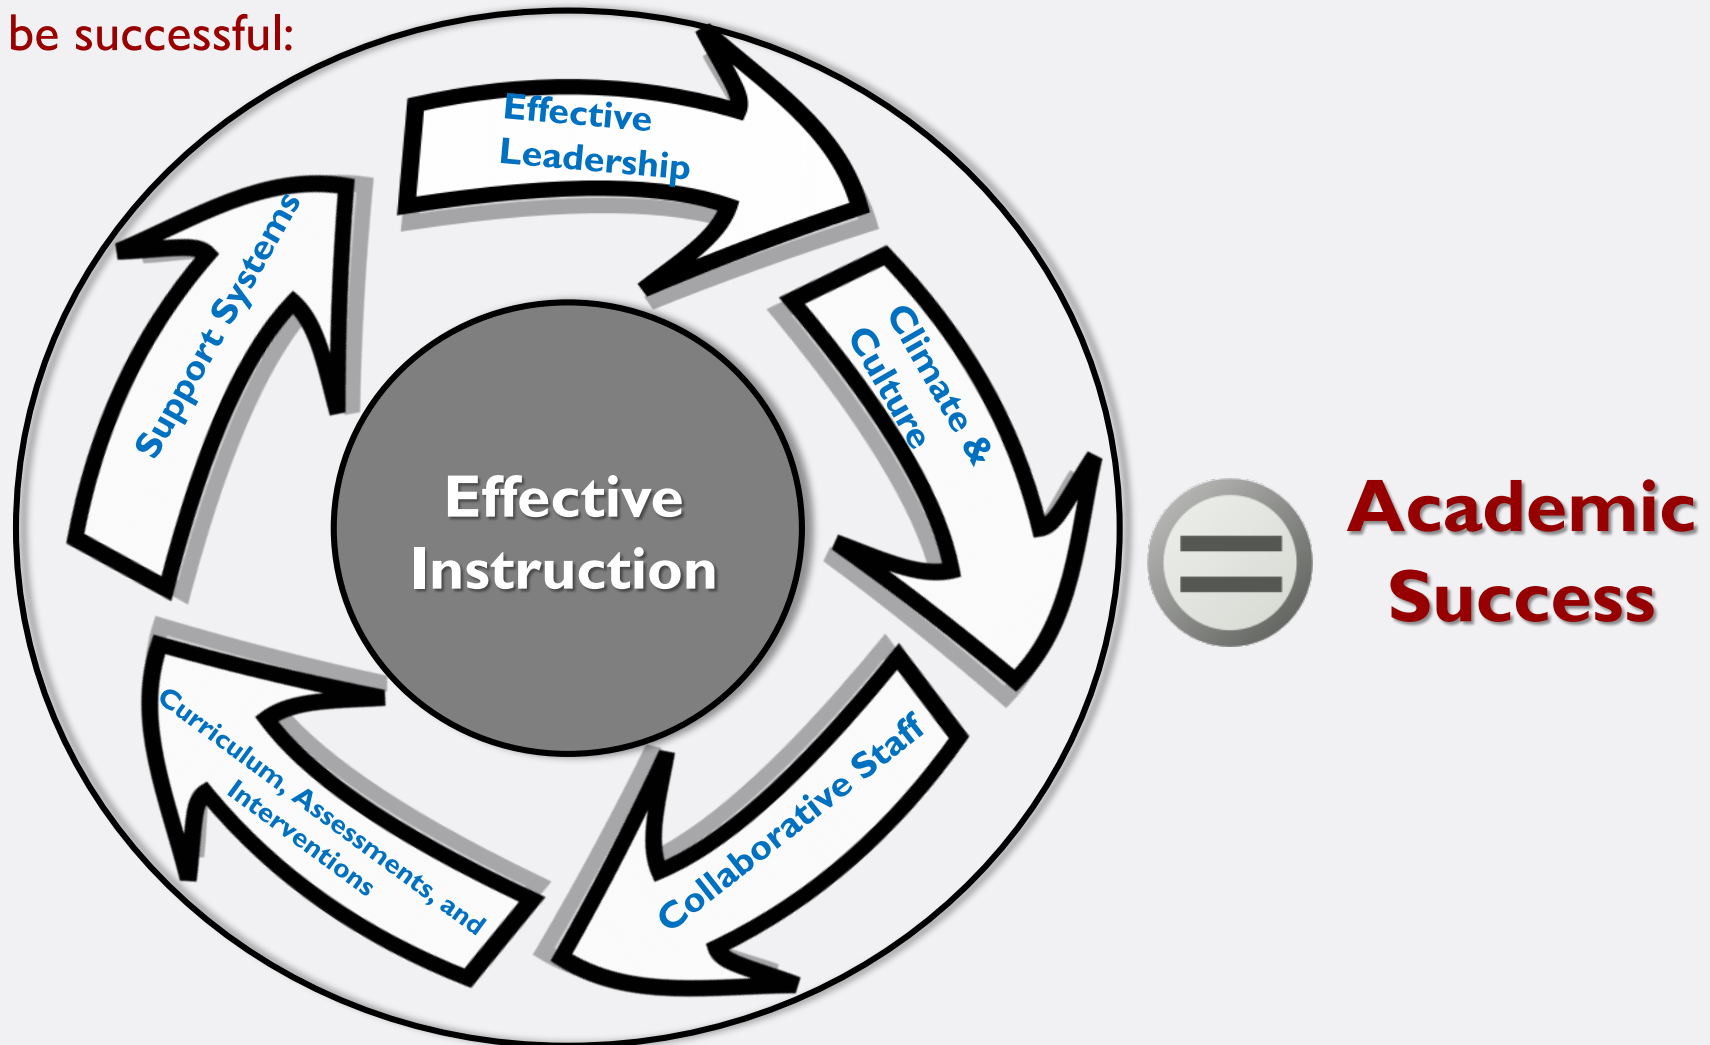 be successful:
Effective
Leadership
Climate &
Culture
Collaborative Staff
Curriculum, Assessments, and
Interventions
Support Systems
Effective
Instruction
Academic
Success